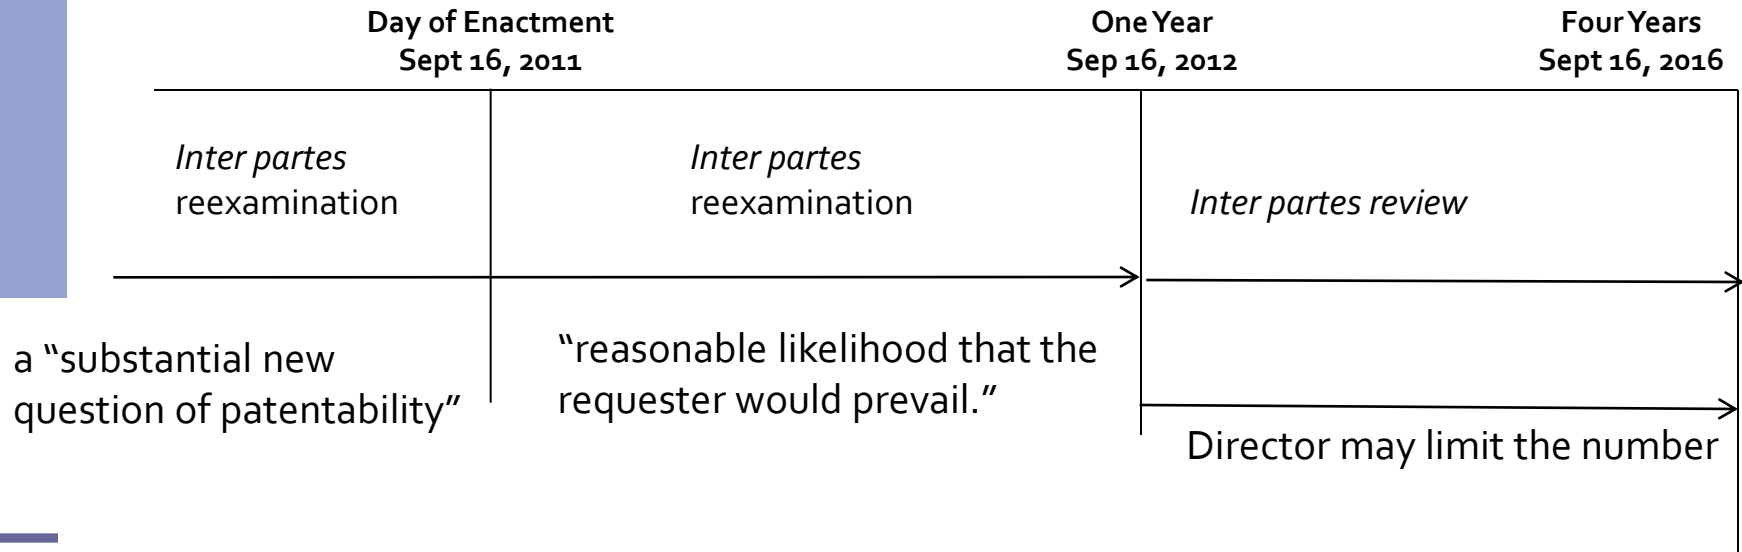 Day of Enactment
Sept 16, 2011
One Year
Sep 16, 2012
Four Years
Sept 16, 2016
Inter partes
reexamination
Inter partes
reexamination
Inter partes review
a “substantial new
question of patentability”
“reasonable likelihood that the
requester would prevail.”
Director may limit the number